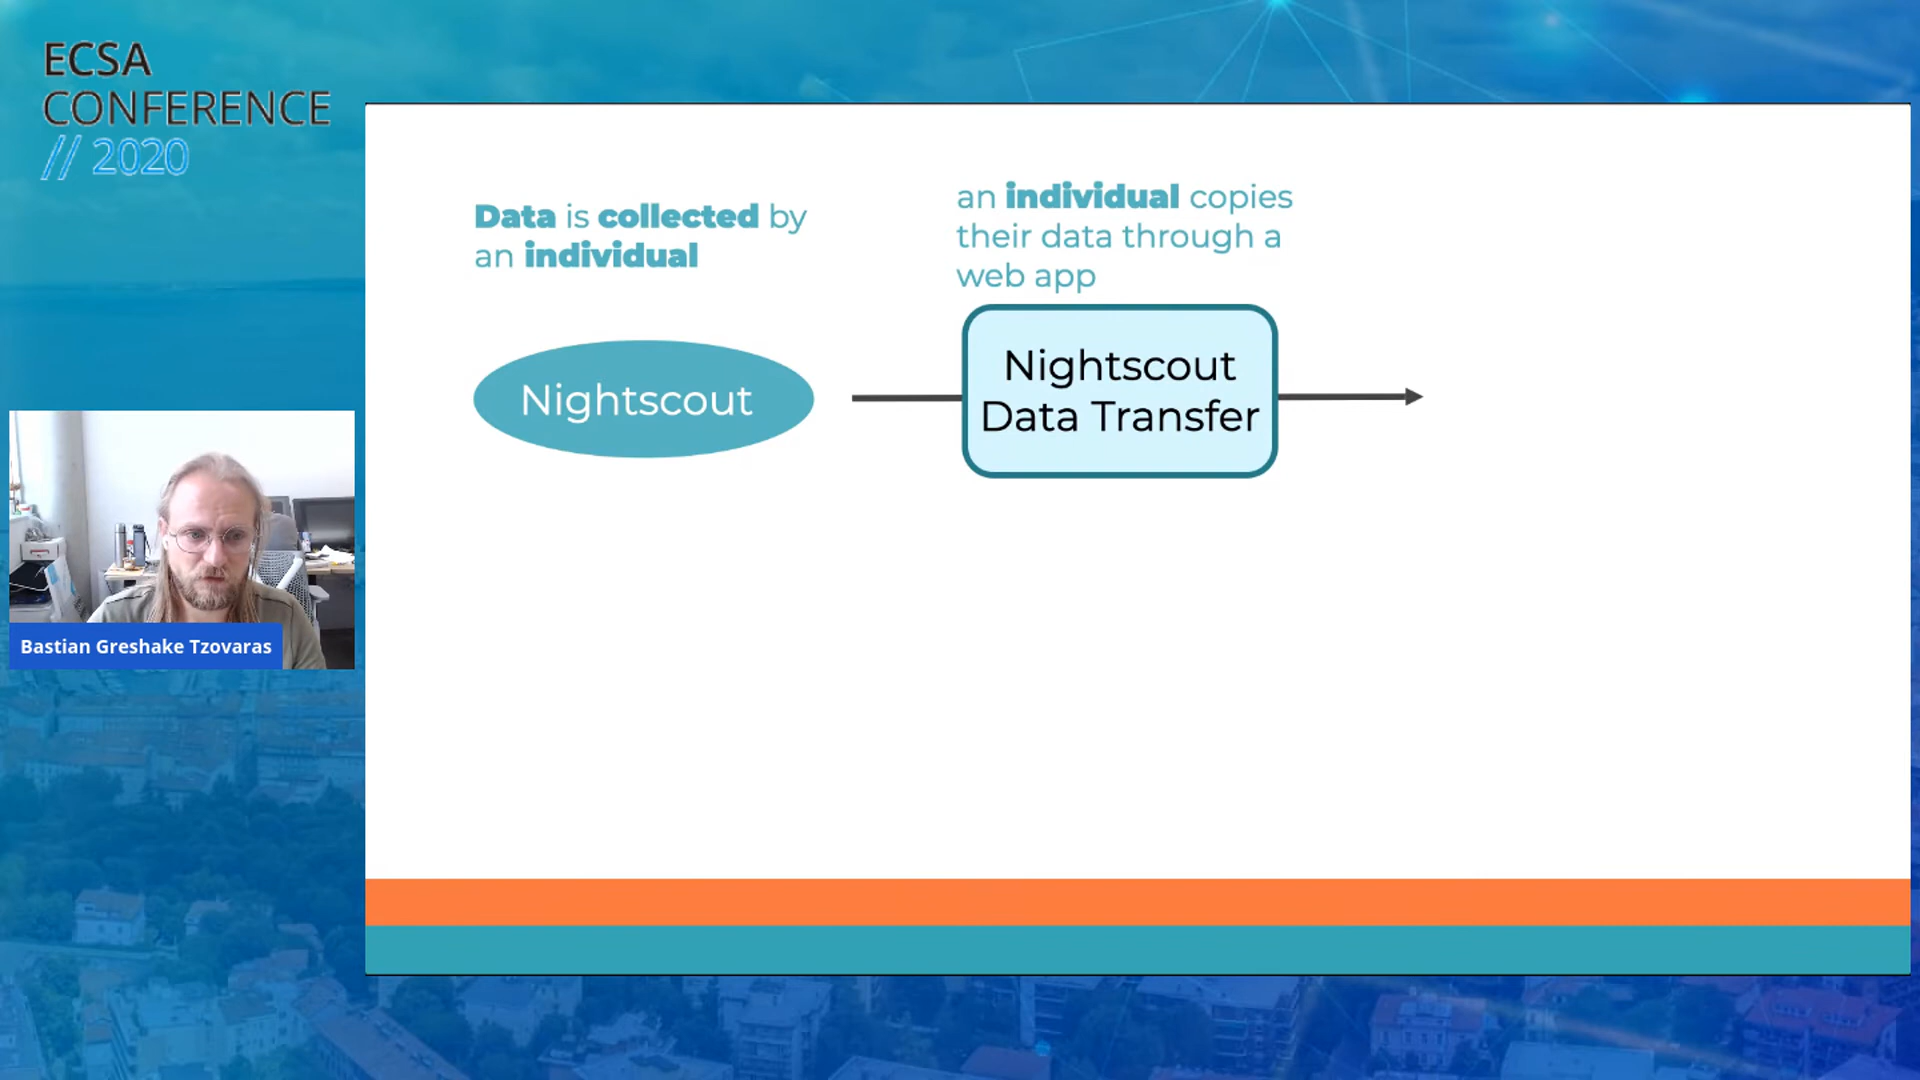 ECSA
CONFERENCE
// 2020
Data is collected by
an individual
an individual copies
their data through a
web app
Nightscout
Nightscout
Data Transfer
Bastian Greshake Tzovaras